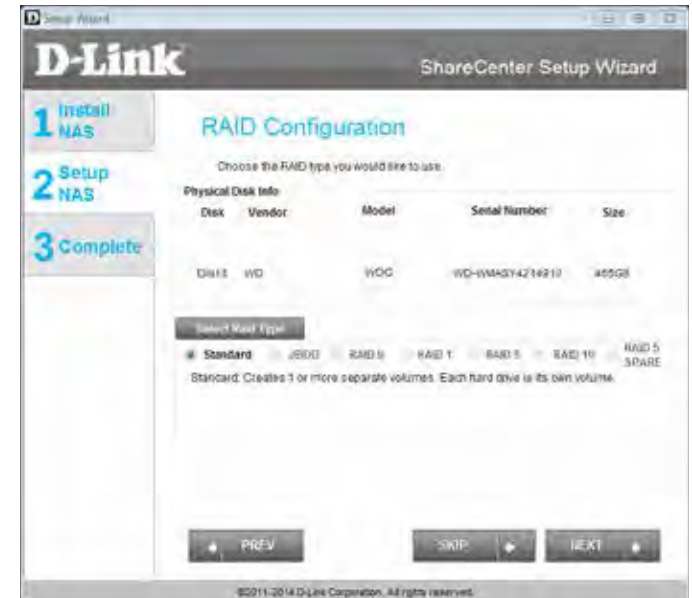 Setup Wizard
D-Link
ShareCenter Setup Wizard
1 Install NAS
2 Setup NAS
3 Complete
RAID Configuration
Choose the RAID type you would like to use.
Physical Disk Info
Disk Vendor Model Serial Number Size
WD WDC
Select Raid Type
Standard JBOD RAID 0 RAID 1 RAID 5 RAID 10 RAID 5 SPARE
Standard: Creates 1 or more separate volumes. Each hard drive is its own volume.
PREV
SKIP
NEXT
©2011-2014 D-Link Corporation. All rights reserved.